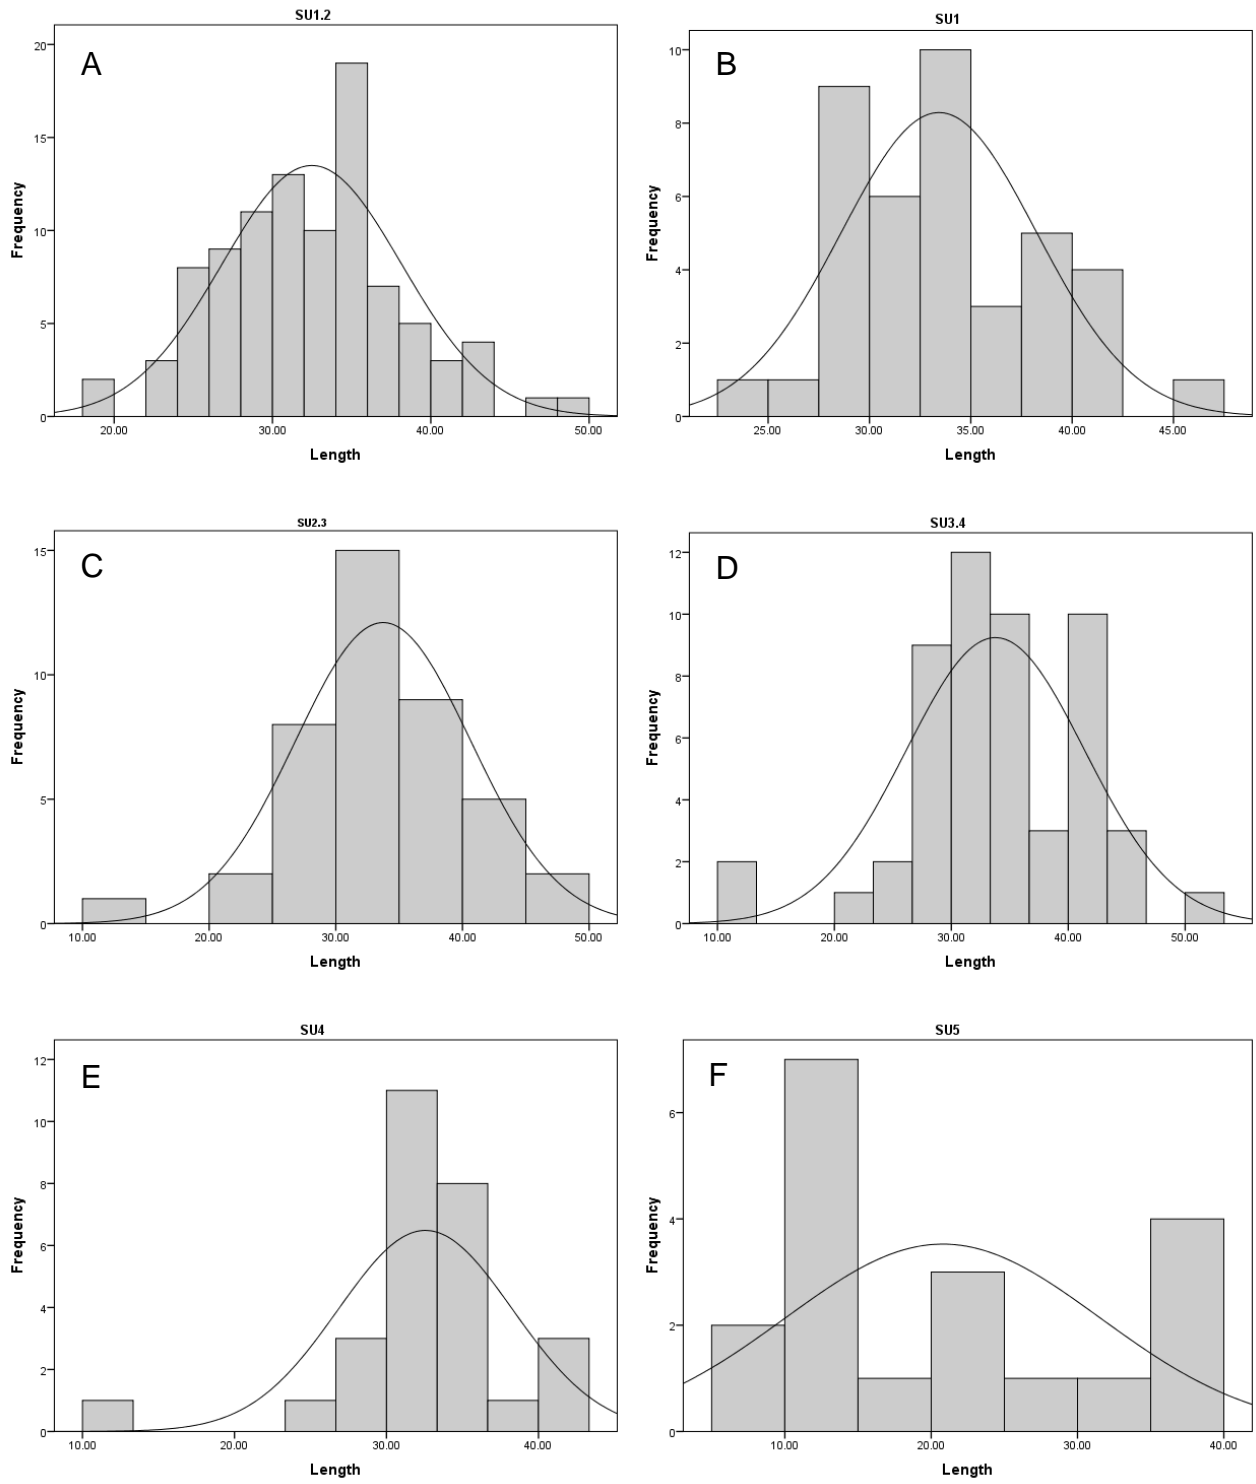 SU1.2
A
Frequency
20
15
10
5
0
20.00 30.00 40.00 50.00
Length
SU1
B
Frequency
10
8
6
4
2
0
25.00 30.00 35.00 40.00 45.00
Length
SU2.3
C
Frequency
15
10
5
0
10.00 20.00 30.00 40.00 50.00
Length
SU3.4
D
Frequency
12
10
8
6
4
2
0
10.00 20.00 30.00 40.00 50.00
Length
SU4
E
Frequency
12
10
8
6
4
2
0
10.00 20.00 30.00 40.00
Length
SU5
F
Frequency
6
4
2
0
10.00 20.00 30.00 40.00
Length